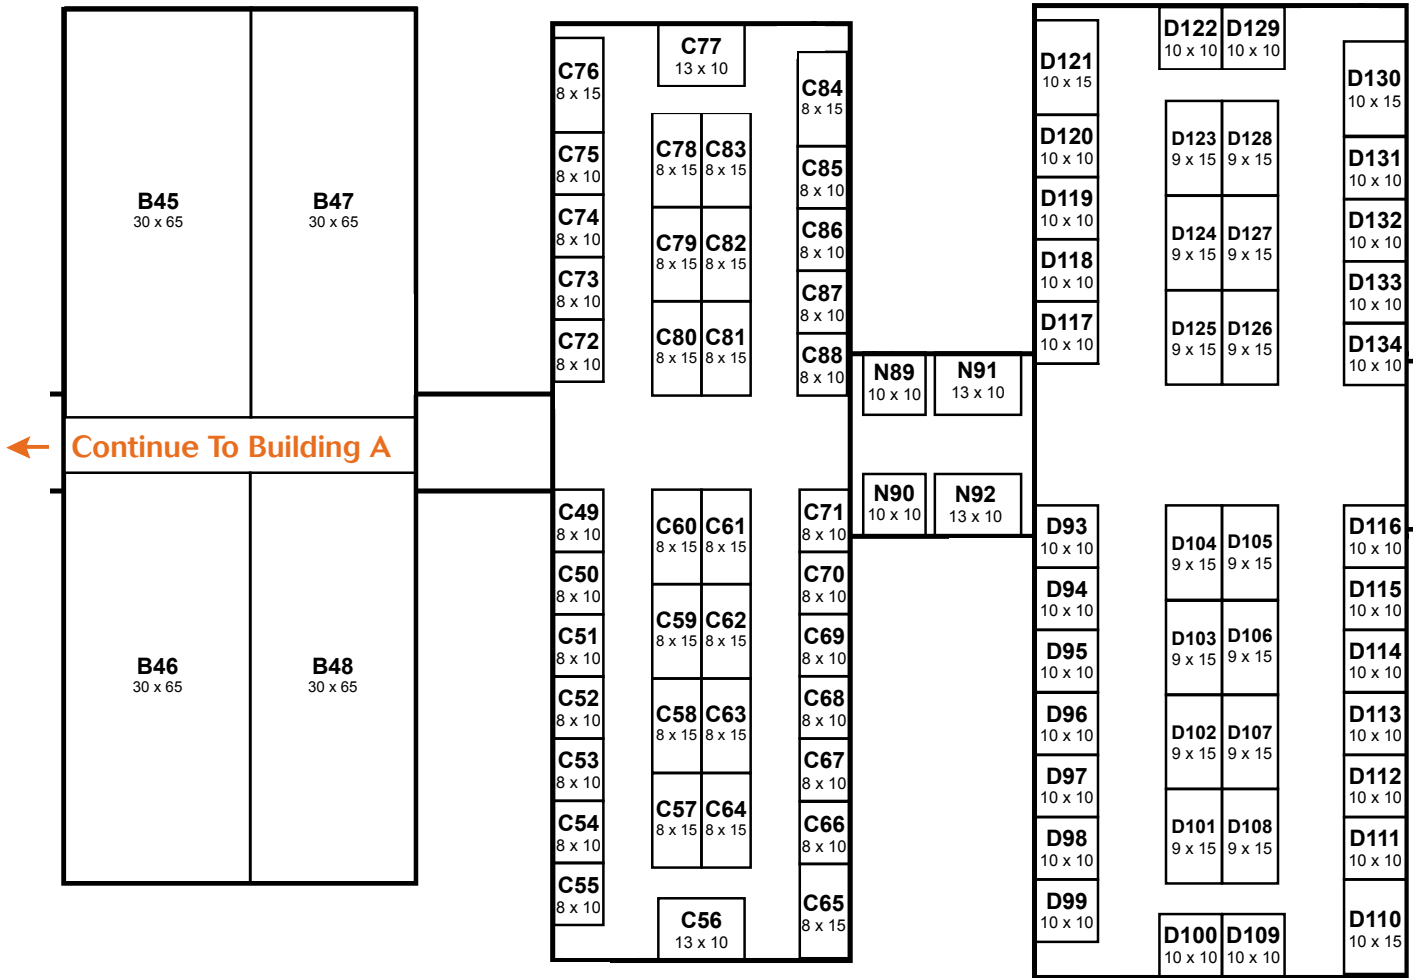 B45
30 x 65
B47
30 x 65
Continue To Building A
B46
30 x 65
B48
30 x 65
C76
8 x 15
C75
8 x 10
C74
8 x 10
C73
8 x 10
C72
8 x 10
C77
13 x 10
C78 C83
8 x 15 8 x 15
C79 C82
8 x 15 8 x 15
C80 C81
8 x 15 8 x 15
C84
8 x 15
C85
8 x 10
C86
8 x 10
C87
8 x 10
C88
8 x 10
C49
8 x 10
C50
8 x 10
C51
8 x 10
C52
8 x 10
C53
8 x 10
C54
8 x 10
C55
8 x 10
C60 C61
8 x 15 8 x 15
C59 C62
8 x 15 8 x 15
C58 C63
8 x 15 8 x 15
C57 C64
8 x 15 8 x 15
C56
13 x 10
C71
8 x 10
C70
8 x 10
C69
8 x 10
C68
8 x 10
C67
8 x 10
C66
8 x 10
C65
8 x 15
N89
10 x 10
N91
13 x 10
N90
10 x 10
N92
13 x 10
D121
10 x 15
D120
10 x 10
D119
10 x 10
D118
10 x 10
D117
10 x 10
D122 D129
10 x 10 10 x 10
D123 D128
9 x 15 9 x 15
D124 D127
9 x 15 9 x 15
D125 D126
9 x 15 9 x 15
D130
10 x 15
D131
10 x 10
D132
10 x 10
D133
10 x 10
D134
10 x 10
D93
10 x 10
D94
10 x 10
D95
10 x 10
D96
10 x 10
D97
10 x 10
D98
10 x 10
D99
10 x 10
D104 D105
9 x 15 9 x 15
D103 D106
9 x 15 9 x 15
D102 D107
9 x 15 9 x 15
D101 D108
9 x 15 9 x 15
D100 D109
10 x 10 10 x 10
D116
10 x 10
D115
10 x 10
D114
10 x 10
D113
10 x 10
D112
10 x 10
D111
10 x 10
D110
10 x 15